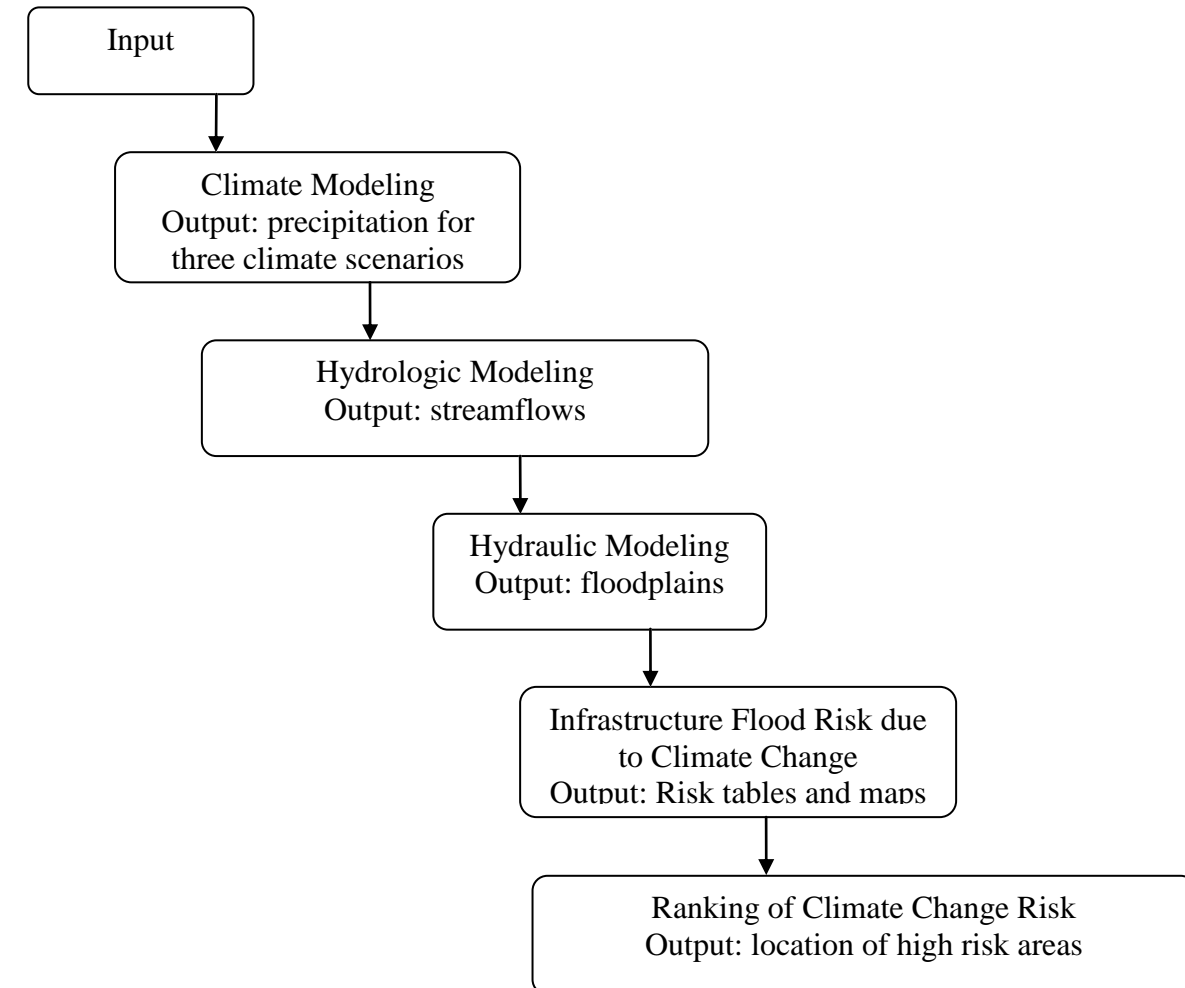 Input
Climate Modeling
Output: precipitation for
three climate scenarios
Hydrologic Modeling
Output: streamflows
Hydraulic Modeling
Output: floodplains
Infrastructure Flood Risk due
to Climate Change
Output: Risk tables and maps
Ranking of Climate Change Risk
Output: location of high risk areas